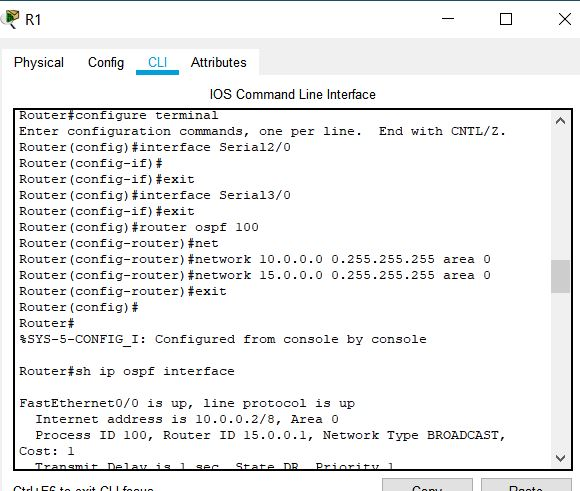 R1
Physical Config CLI Attributes
IOS Command Line Interface
Router#configure terminal
Enter configuration commands, one per line.  End with CNTL/Z.
Router(config)#interface Serial2/0
Router(config-if)#
Router(config-if)#exit
Router(config)#interface Serial3/0
Router(config-if)#exit
Router(config)#router ospf 100
Router(config-router)#net
Router(config-router)#network 10.0.0.0 0.255.255.255 area 0
Router(config-router)#network 15.0.0.0 0.255.255.255 area 0
Router(config-router)#exit
Router(config)#
Router#
%SYS-5-CONFIG_I: Configured from console by console
Router#sh ip ospf interface
FastEthernet0/0 is up, line protocol is up
Internet address is 10.0.0.2/8, Area 0
Process ID 100, Router ID 15.0.0.1, Network Type BROADCAST,
Cost: 1
Transmit Delay is 1 sec, State DR, Priority 1
Ctrl+F6 to exit CLI focus
Copy Paste